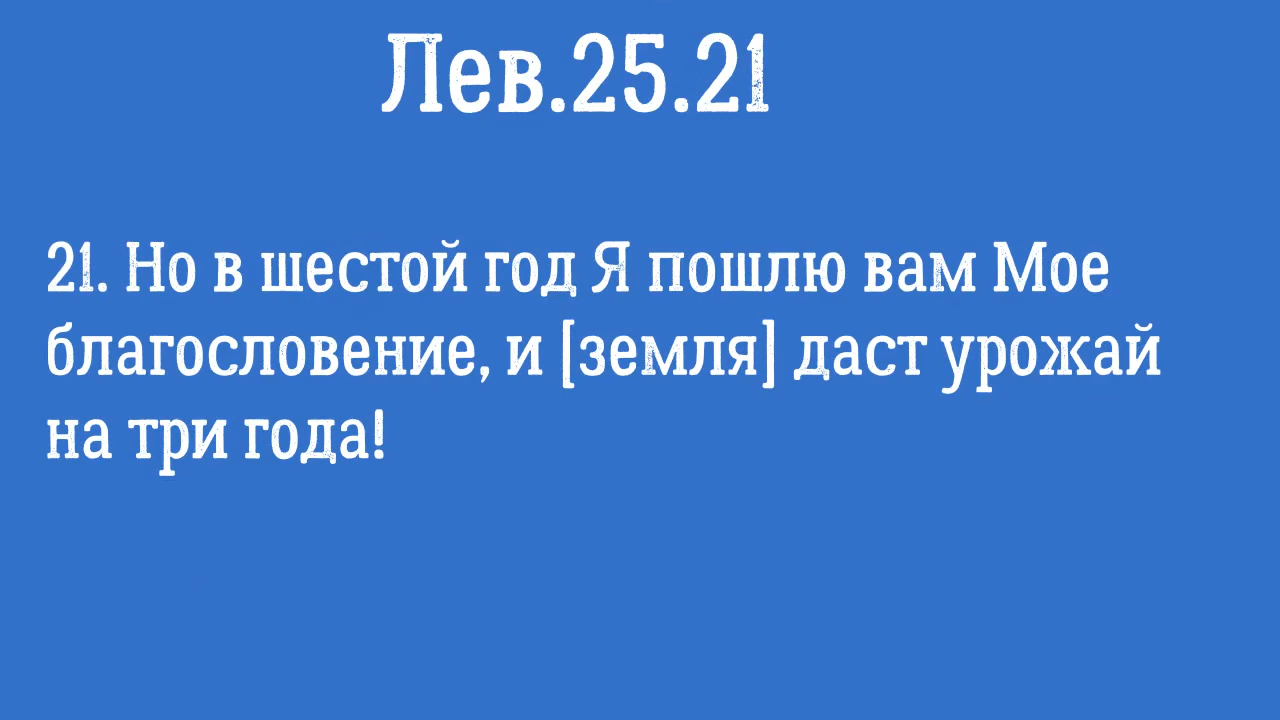 Лев.25.21
21. Но в шестой год Я пошлю вам Мое
благословение, и [земля] даст урожай
на три года!